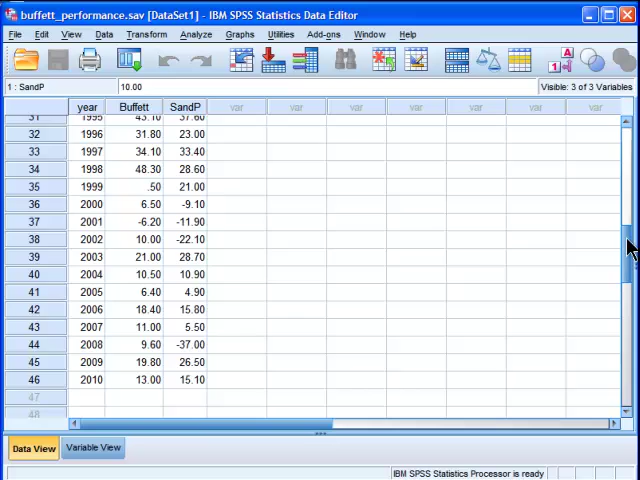 buffett_performance.sav [DataSet1] - IBM SPSS Statistics Data Editor
File Edit View Data Transform Analyze Graphs Utilities Add-ons Window Help
1 : SandP 10.00 Visible: 3 of 3 Variables
year Buffett SandP var var var var var var var
31 1995 43.10 37.60
32 1996 31.80 23.00
33 1997 34.10 33.40
34 1998 48.30 28.60
35 1999 .50 21.00
36 2000 6.50 -9.10
37 2001 -6.20 -11.90
38 2002 10.00 -22.10
39 2003 21.00 28.70
40 2004 10.50 10.90
41 2005 6.40 4.90
42 2006 18.40 15.80
43 2007 11.00 5.50
44 2008 9.60 -37.00
45 2009 19.80 26.50
46 2010 13.00 15.10
47
48
Data View Variable View
IBM SPSS Statistics Processor is ready